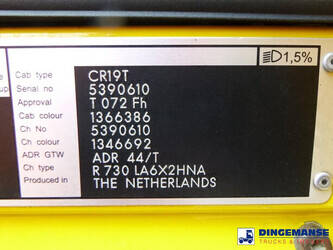 1,5%
Cab type CR19T
Serial no 5390610
Approval T 072 Fh
Cab colour 1366386
Ch No 5390610
Ch colour 1346692
ADR GTW ADR 44/T
Ch type R 730 LA6X2HNA
Produced in THE NETHERLANDS
DINGEMANSE
TRUCKS & TRAILERS